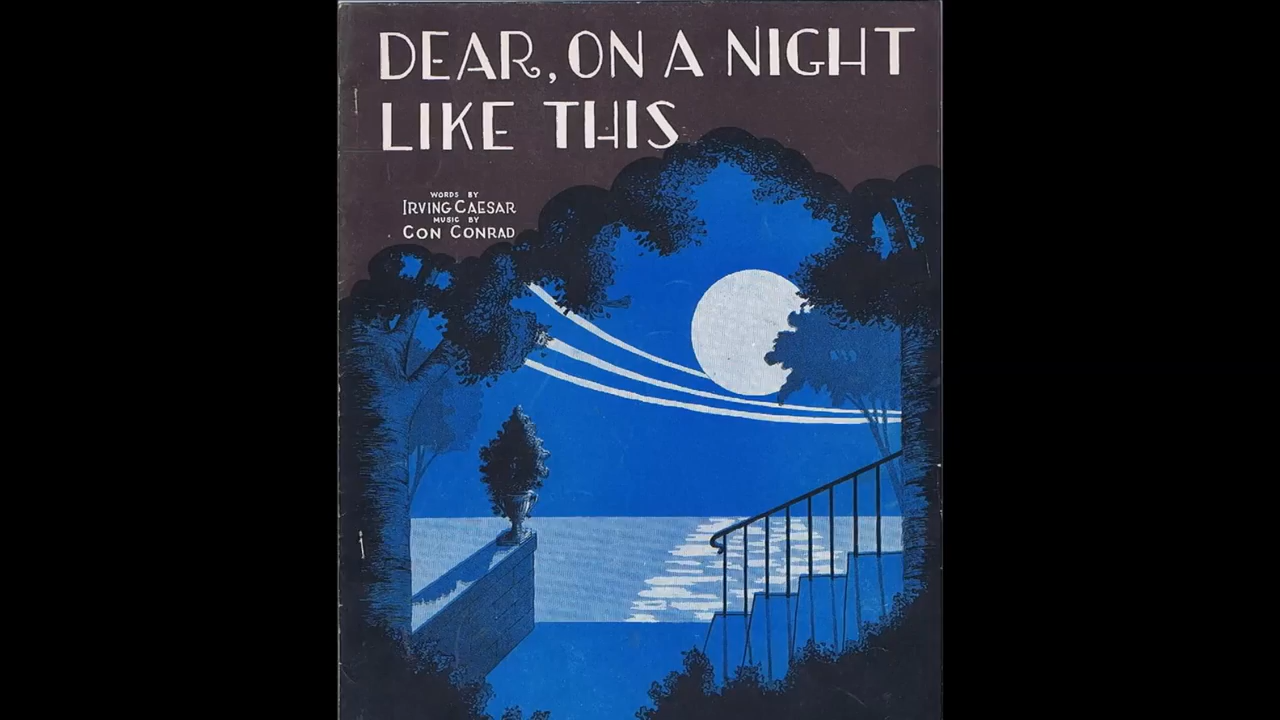 DEAR, ON A NIGHT
LIKE THIS
WORDS BY
IRVING CAESAR
MUSIC BY
CON CONRAD